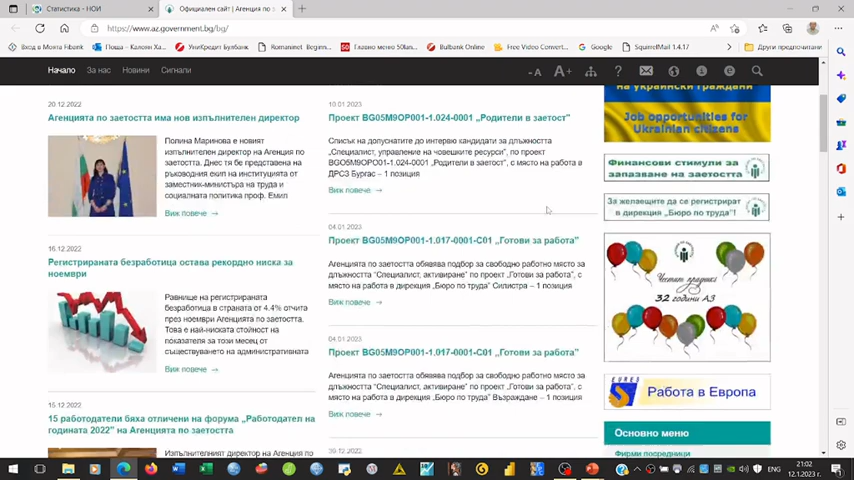 Статистика - НОИ
Официален сайт | Агенция по з
https://www.az.government.bg/bg/
Вход в Моята Fibank
Поща - Калоян Ха...
УниКредит Булбанк
Romaninet Beginn...
Главно меню 50lan...
Bulbank Online
Free Video Convert...
Google
SquirrelMail 1.4.17
Други предпочитани
Начало За нас Новини Сигнали
- A A+
20.12.2022
Агенцията по заетостта има нов изпълнителен директор
Полина Маринова е новият
изпълнителен директор на Агенция по
заетостта. Днес тя бе представена на
ръководния екип на институцията от
заместник-министъра на труда и
социалната политика проф. Емил
Виж повече →
16.12.2022
Регистрираната безработица остава рекордно ниска за
ноември
Равнище на регистрираната
безработица в страната от 4.4% отчита
през ноември Агенцията по заетостта.
Това е най-ниската стойност на
показателя за този месец от
съществуването на административната
Виж повече →
15.12.2022
15 работодатели бяха отличени на форума „Работодател на
годината 2022" на Агенцията по заетостта
Изпълнителният директор на Агенции по
10.01.2023
Проект BG05M9OP001-1.024-0001 „Родители в заетост"
Списък на допуснатите до интервю кандидати за длъжността
„Специалист, управление на човешките ресурси", по проект
BG05M9OP001-1.024-0001 „Родители в заетост", с място на работа в
ДРСЗ Бургас – 1 позиция
Виж повече →
04.01.2023
Проект BG05M9OP001-1.017-0001-C01 „Готови за работа"
Агенцията по заетостта обявява подбор за свободно работно място за
длъжността "Специалист, активиране" по проект „Готови за работа", с
място на работа в дирекция „Бюро по труда" Силистра – 1 позиция
Виж повече →
04.01.2023
Проект BG05M9OP001-1.017-0001-C01 „Готови за работа"
Агенцията по заетостта обявява подбор за свободно работно място за
длъжността "Специалист, активиране" по проект „Готови за работа", с
място на работа в дирекция „Бюро по труда" Възраждане – 1 позиция
Виж повече →
30.12.2022
на украински граждани
Job opportunities for
Ukrainian citizens
Финансови стимули за
запазване на заетостта
За желаещите да се регистрират
в дирекция „Бюро по труда"!
Честит празник!
32 години АЗ
EURES
Работа в Европа
Основно меню
Фирми посредници
ENG
21:02
12.1.2023 г.